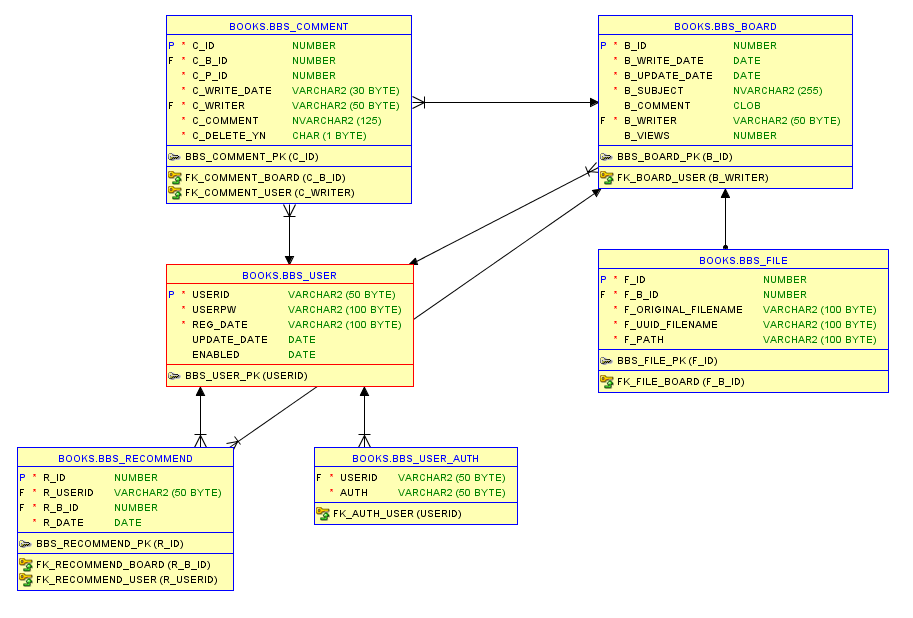 BOOKS.BBS_COMMENT
P * C_ID NUMBER
F * C_B_ID NUMBER
* C_P_ID NUMBER
* C_WRITE_DATE VARCHAR2 (30 BYTE)
F * C_WRITER VARCHAR2 (50 BYTE)
* C_COMMENT NVARCHAR2 (125)
* C_DELETE_YN CHAR (1 BYTE)
BBS_COMMENT_PK (C_ID)
FK_COMMENT_BOARD (C_B_ID)
FK_COMMENT_USER (C_WRITER)
BOOKS.BBS_BOARD
P * B_ID NUMBER
* B_WRITE_DATE DATE
* B_UPDATE_DATE DATE
* B_SUBJECT NVARCHAR2 (255)
B_COMMENT CLOB
F * B_WRITER VARCHAR2 (50 BYTE)
B_VIEWS NUMBER
BBS_BOARD_PK (B_ID)
FK_BOARD_USER (B_WRITER)
BOOKS.BBS_USER
P * USERID VARCHAR2 (50 BYTE)
* USERPW VARCHAR2 (100 BYTE)
* REG_DATE VARCHAR2 (100 BYTE)
UPDATE_DATE DATE
ENABLED DATE
BBS_USER_PK (USERID)
BOOKS.BBS_FILE
P * F_ID NUMBER
F * F_B_ID NUMBER
* F_ORIGINAL_FILENAME VARCHAR2 (100 BYTE)
* F_UUID_FILENAME VARCHAR2 (100 BYTE)
* F_PATH VARCHAR2 (100 BYTE)
BBS_FILE_PK (F_ID)
FK_FILE_BOARD (F_B_ID)
BOOKS.BBS_RECOMMEND
P * R_ID NUMBER
F * R_USERID VARCHAR2 (50 BYTE)
F * R_B_ID NUMBER
* R_DATE DATE
BBS_RECOMMEND_PK (R_ID)
FK_RECOMMEND_BOARD (R_B_ID)
FK_RECOMMEND_USER (R_USERID)
BOOKS.BBS_USER_AUTH
F * USERID VARCHAR2 (50 BYTE)
* AUTH VARCHAR2 (50 BYTE)
FK_AUTH_USER (USERID)